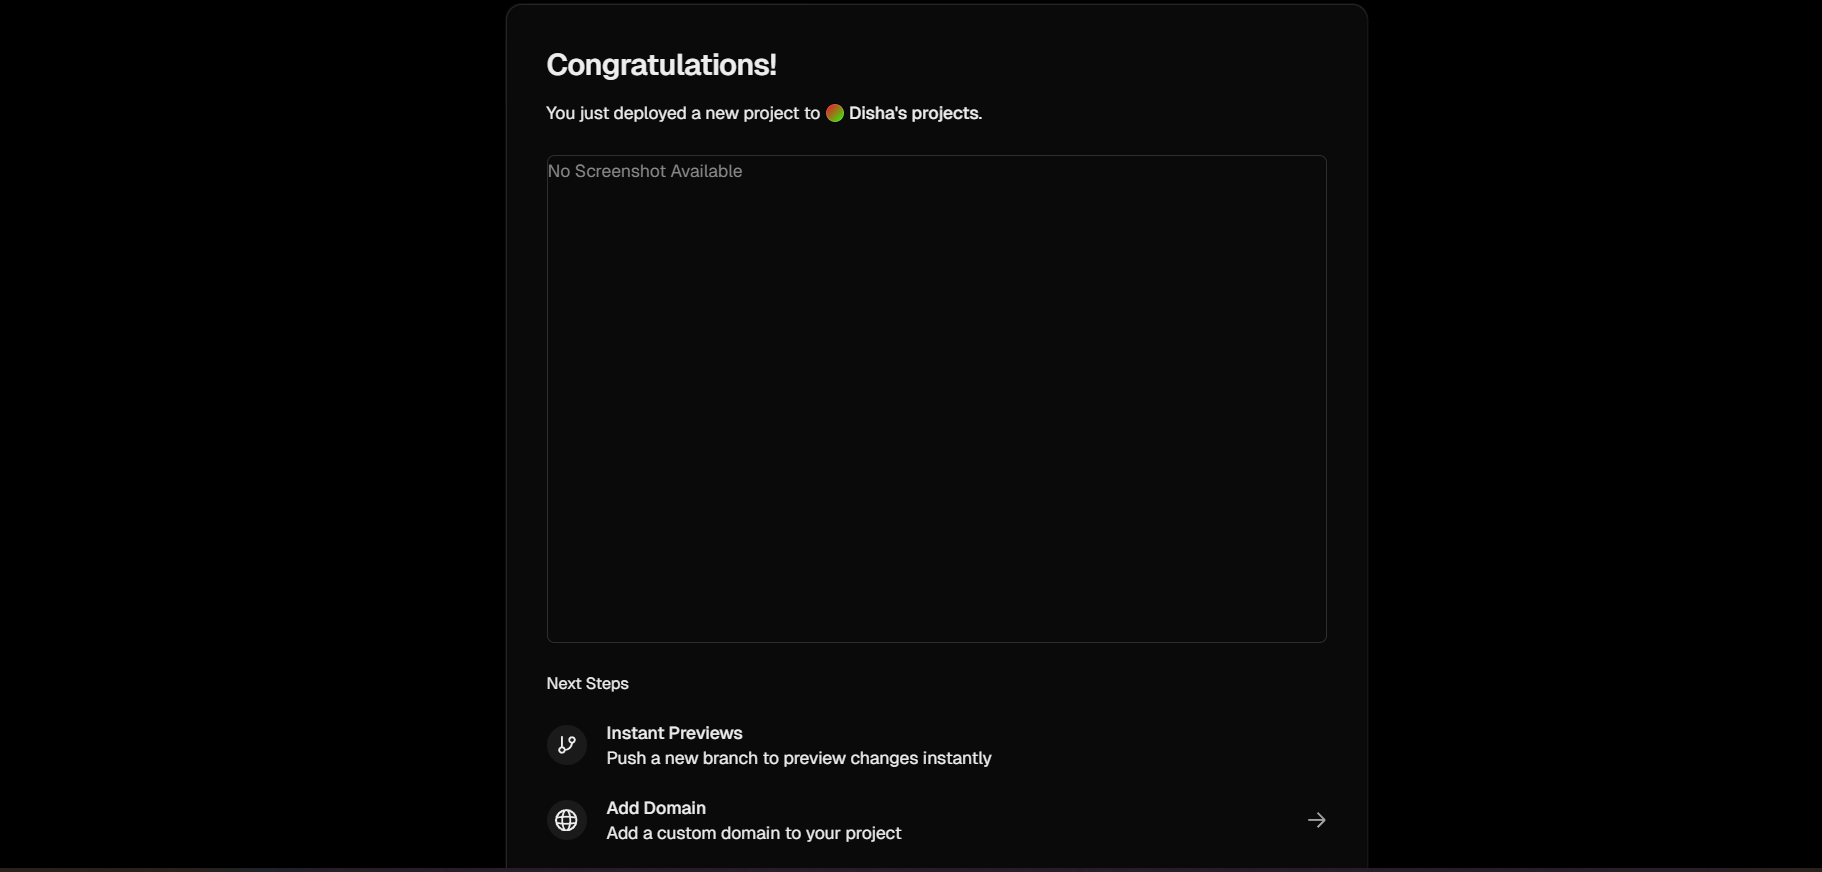 Congratulations!
You just deployed a new project to Disha's projects.
No Screenshot Available
Next Steps
Instant Previews
Push a new branch to preview changes instantly
Add Domain
Add a custom domain to your project